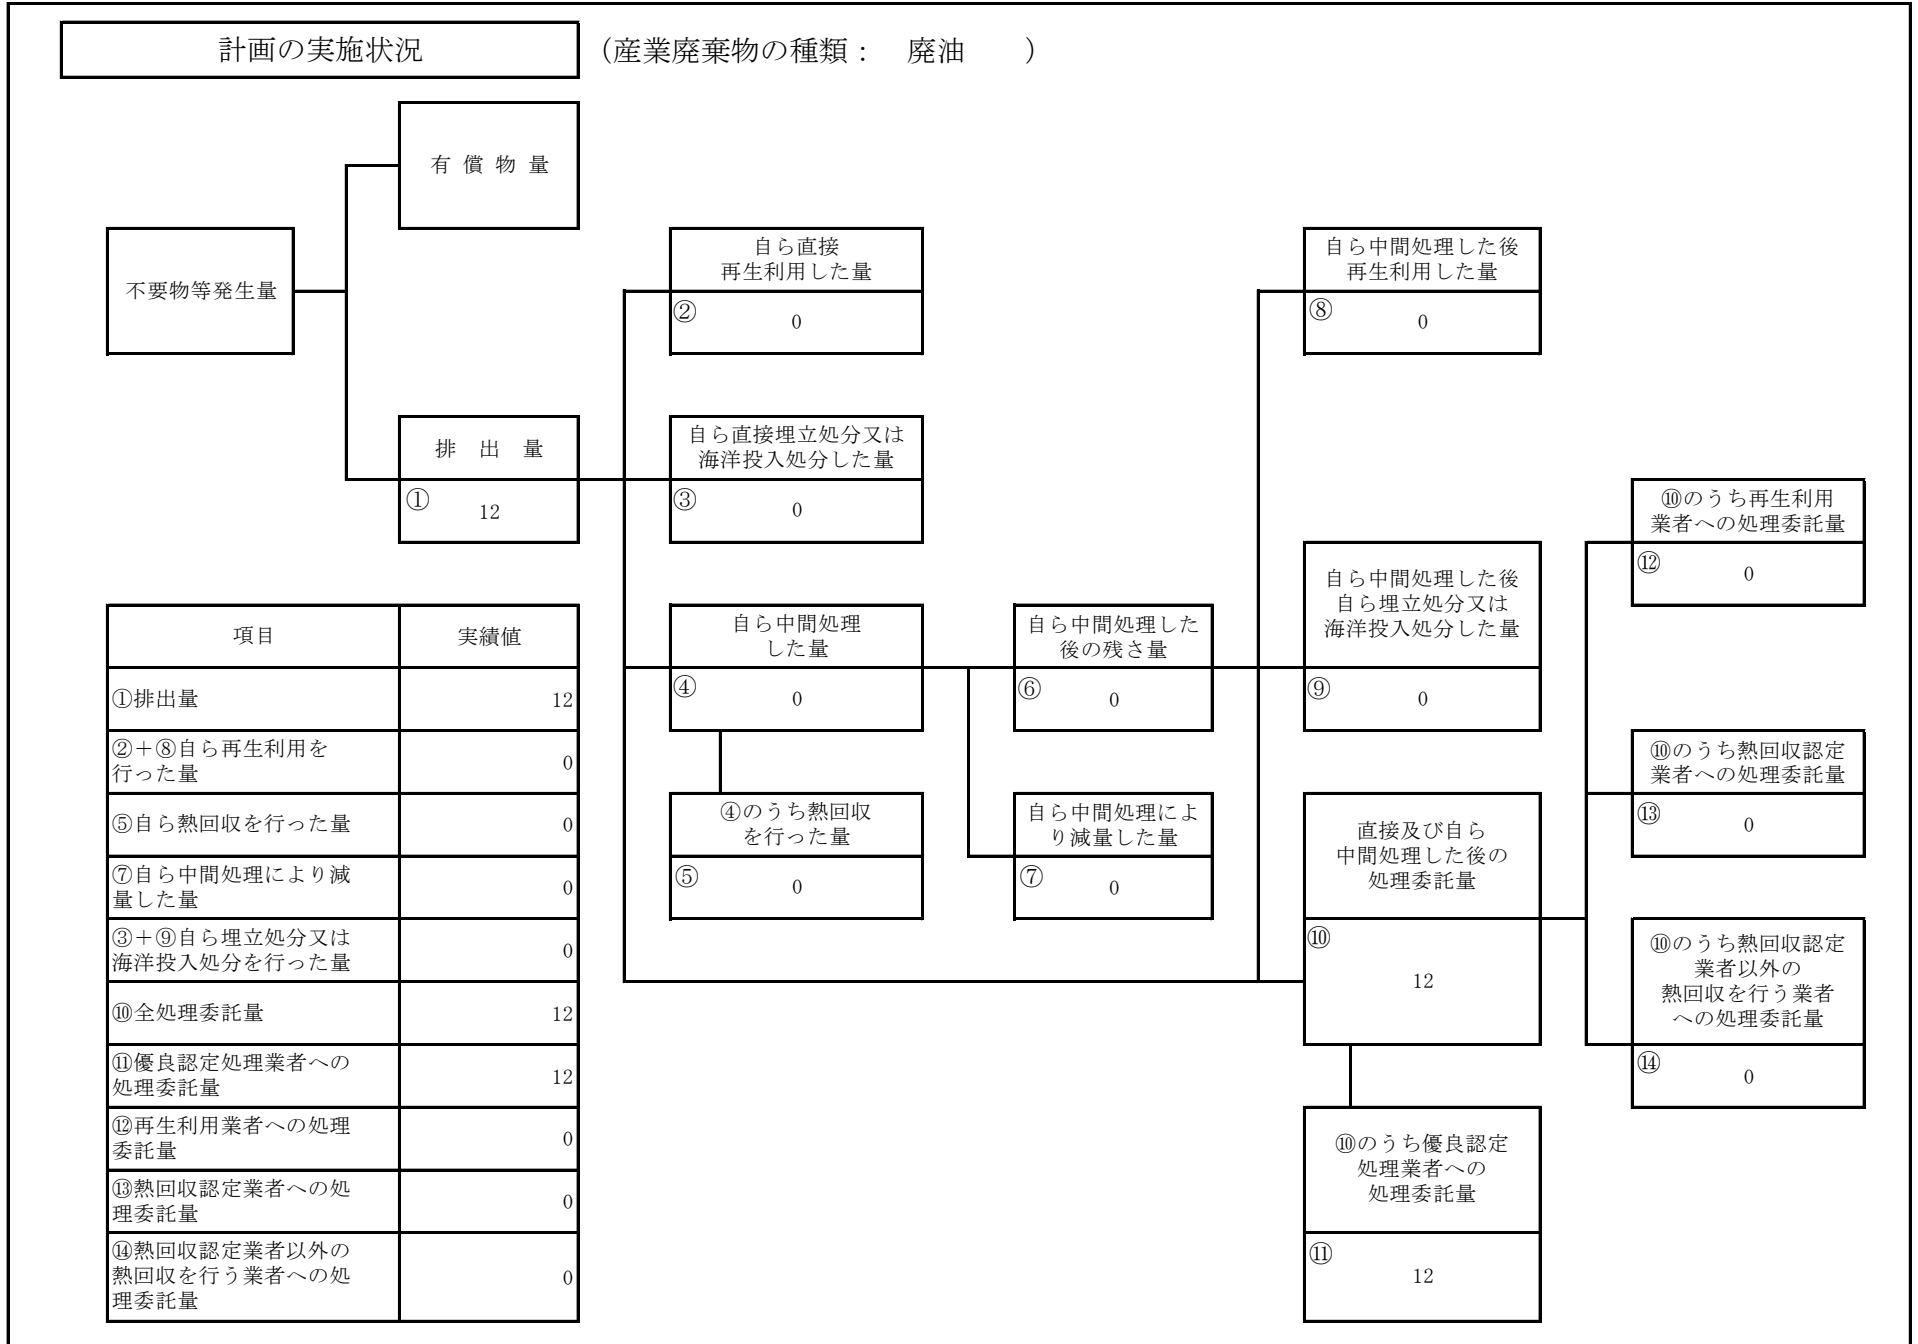 計画の実施状況
（産業廃棄物の種類： 廃油 ）
有 償 物 量
不要物等発生量
自ら直接
再生利用した量
② 0
自ら中間処理した後
再生利用した量
⑧ 0
排 出 量
① 12
自ら直接埋立処分又は
海洋投入処分した量
③ 0
⑩のうち再生利用
業者への処理委託量
⑫ 0
自ら中間処理した後
自ら埋立処分又は
海洋投入処分した量
⑨ 0
自ら中間処理
した量
④ 0
自ら中間処理した
後の残さ量
⑥ 0
⑩のうち熱回収認定
業者への処理委託量
⑬ 0
④のうち熱回収
を行った量
⑤ 0
自ら中間処理によ
り減量した量
⑦ 0
直接及び自ら
中間処理した後の
処理委託量
⑩
12
⑩のうち熱回収認定
業者以外の
熱回収を行う業者
への処理委託量
⑭ 0
⑩のうち優良認定
処理業者への
処理委託量
⑪
12
項目 実績値
①排出量 12
②＋⑧自ら再生利用を
行った量 0
⑤自ら熱回収を行った量 0
⑦自ら中間処理により減
量した量 0
③＋⑨自ら埋立処分又は
海洋投入処分を行った量 0
⑩全処理委託量 12
⑪優良認定処理業者への
処理委託量 12
⑫再生利用業者への処理
委託量 0
⑬熱回収認定業者への処
理委託量 0
⑭熱回収認定業者以外の
熱回収を行う業者への処
理委託量 0